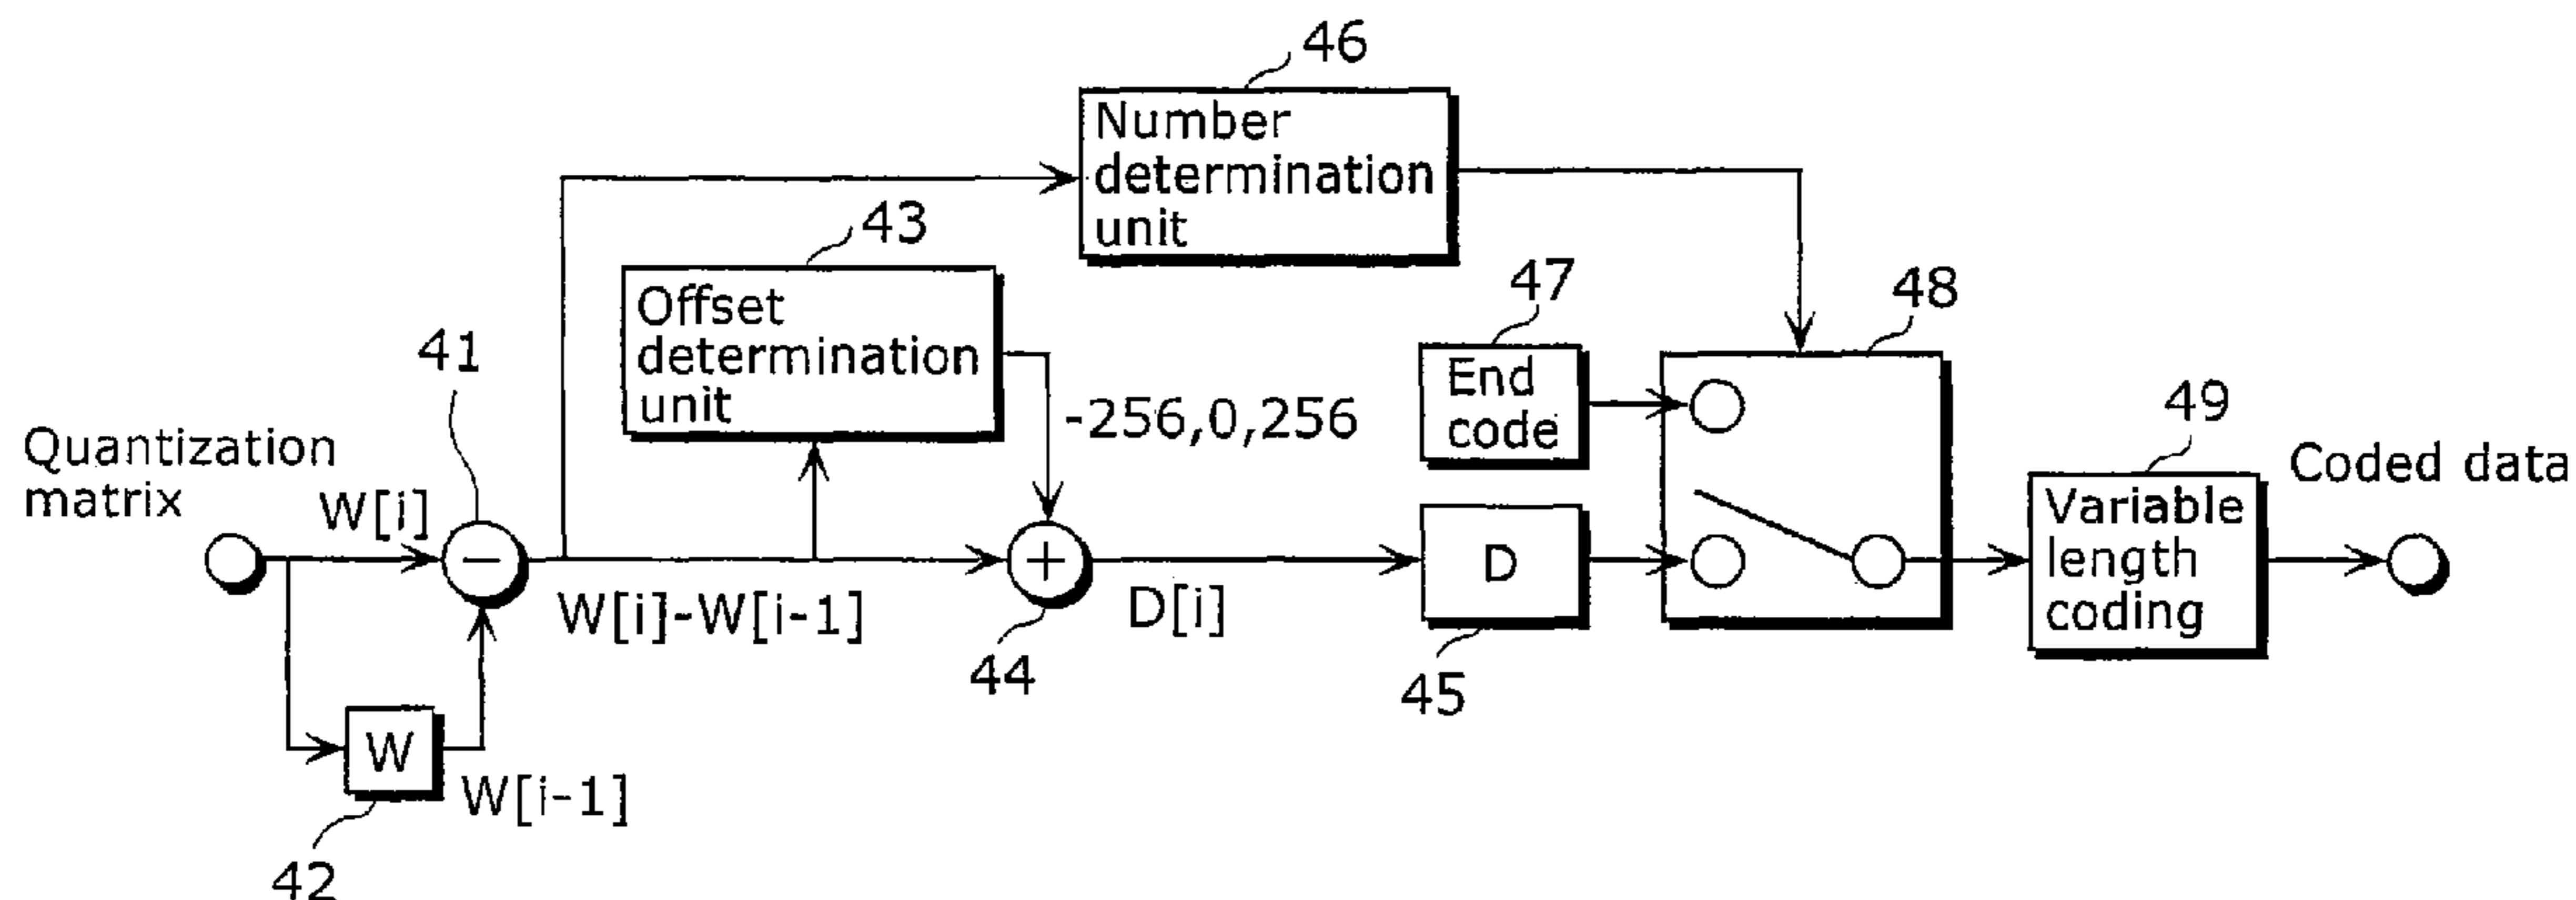 46
Number
determination
unit
43
Offset
determination
unit
47
48
41
End
code
-256,0,256
49
Quantization
matrix
Coded data
W[i]
Variable
length
coding
−
+
D
W[i]-W[i-1]
D[i]
44
45
W
W[i-1]
42